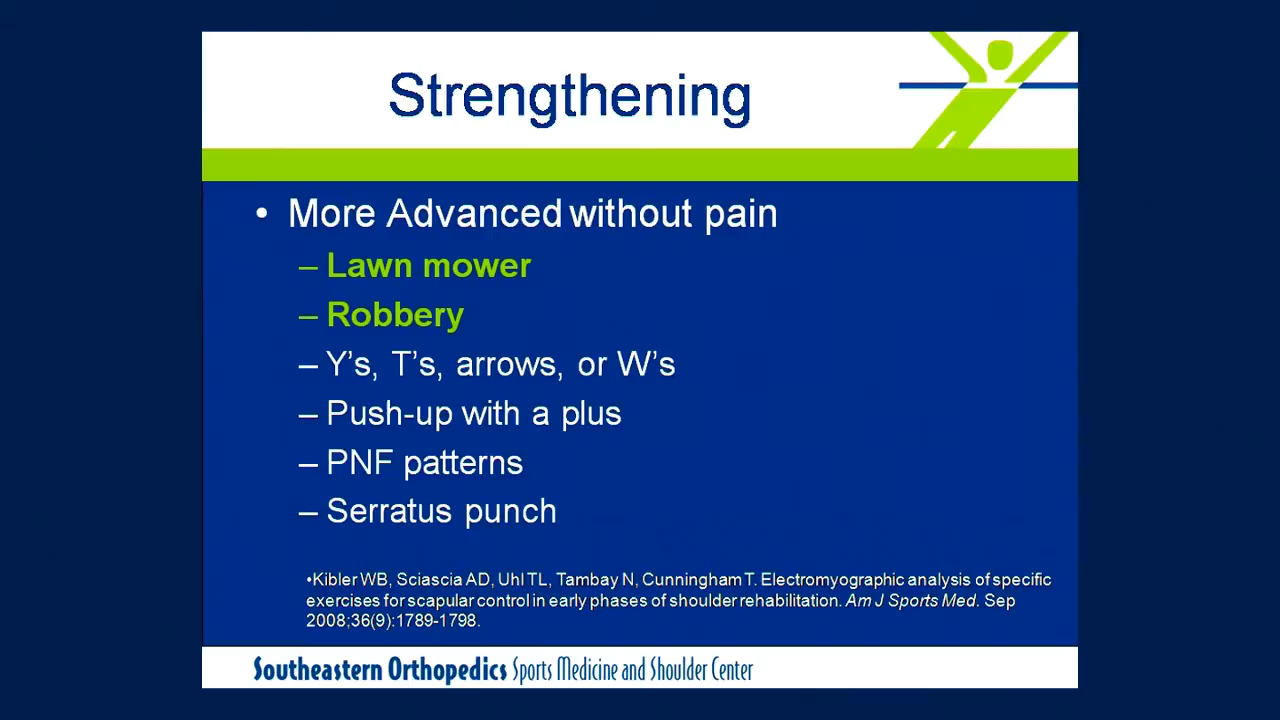 Strengthening
• More Advanced without pain
– Lawn mower
– Robbery
– Y's, T's, arrows, or W's
– Push-up with a plus
– PNF patterns
– Serratus punch
•Kibler WB, Sciascia AD, Uhl TL, Tambay N, Cunningham T. Electromyographic analysis of specific
exercises for scapular control in early phases of shoulder rehabilitation. Am J Sports Med. Sep
2008;36(9):1789-1798.
Southeastern Orthopedics Sports Medicine and Shoulder Center